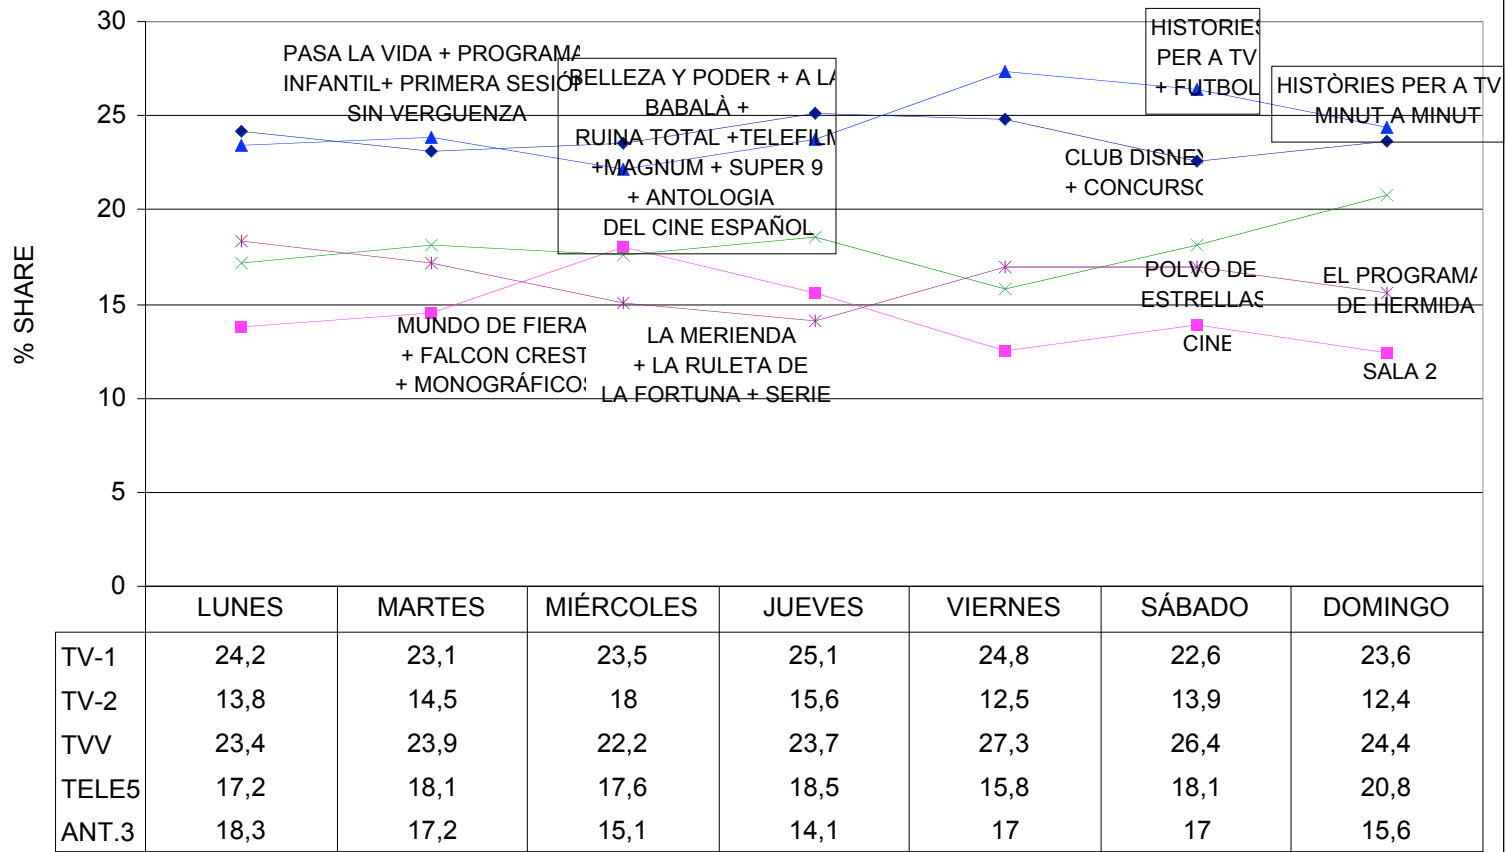 30
25
20
15
10
5
0
% SHARE
PASA LA VIDA + PROGRAMA
INFANTIL+ PRIMERA SESIÓN
SIN VERGUENZA
BELLEZA Y PODER + A LA
BABALÀ +
RUINA TOTAL +TELEFILM
+MAGNUM + SUPER 9
+ ANTOLOGIA
DEL CINE ESPAÑOL
HISTORIES
PER A TV
+ FUTBOL
HISTÒRIES PER A TV
MINUT A MINUT
CLUB DISNEY
+ CONCURSO
MUNDO DE FIERA
+ FALCON CREST
+ MONOGRÁFICOS
LA MERIENDA
+ LA RULETA DE
LA FORTUNA + SERIE
POLVO DE
ESTRELLAS
CINE
EL PROGRAMA
DE HERMIDA
SALA 2
LUNES MARTES MIÉRCOLES JUEVES VIERNES SÁBADO DOMINGO
TV-1 24,2 23,1 23,5 25,1 24,8 22,6 23,6
TV-2 13,8 14,5 18 15,6 12,5 13,9 12,4
TVV 23,4 23,9 22,2 23,7 27,3 26,4 24,4
TELE5 17,2 18,1 17,6 18,5 15,8 18,1 20,8
ANT.3 18,3 17,2 15,1 14,1 17 17 15,6